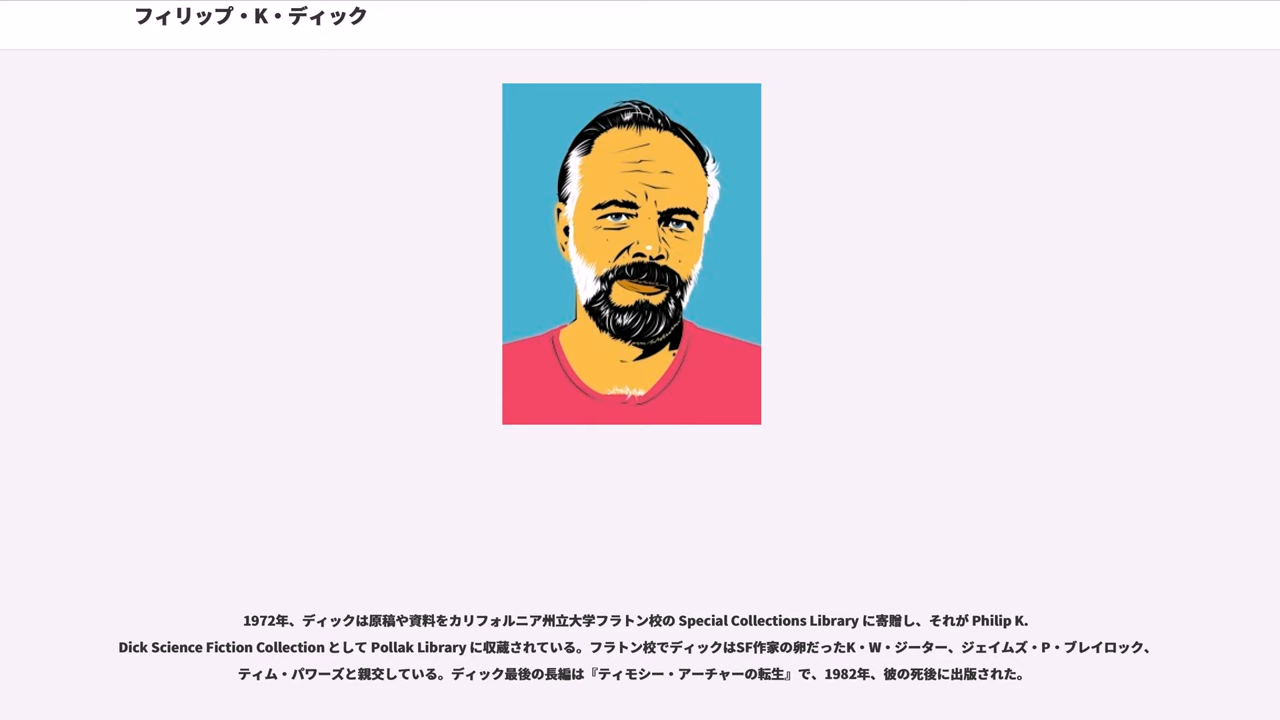 フィリップ・K・ディック
1972年、ディックは原稿や資料をカリフォルニア州立大学フラトン校の Special Collections Library に寄贈し、それが Philip K.
Dick Science Fiction Collection として Pollak Library に収蔵されている。フラトン校でディックはSF作家の卵だったK・W・ジーター、ジェイムズ・P・ブレイロック、
ティム・パワーズと親交している。ディック最後の長編は『ティモシー・アーチャーの転生』で、1982年、彼の死後に出版された。